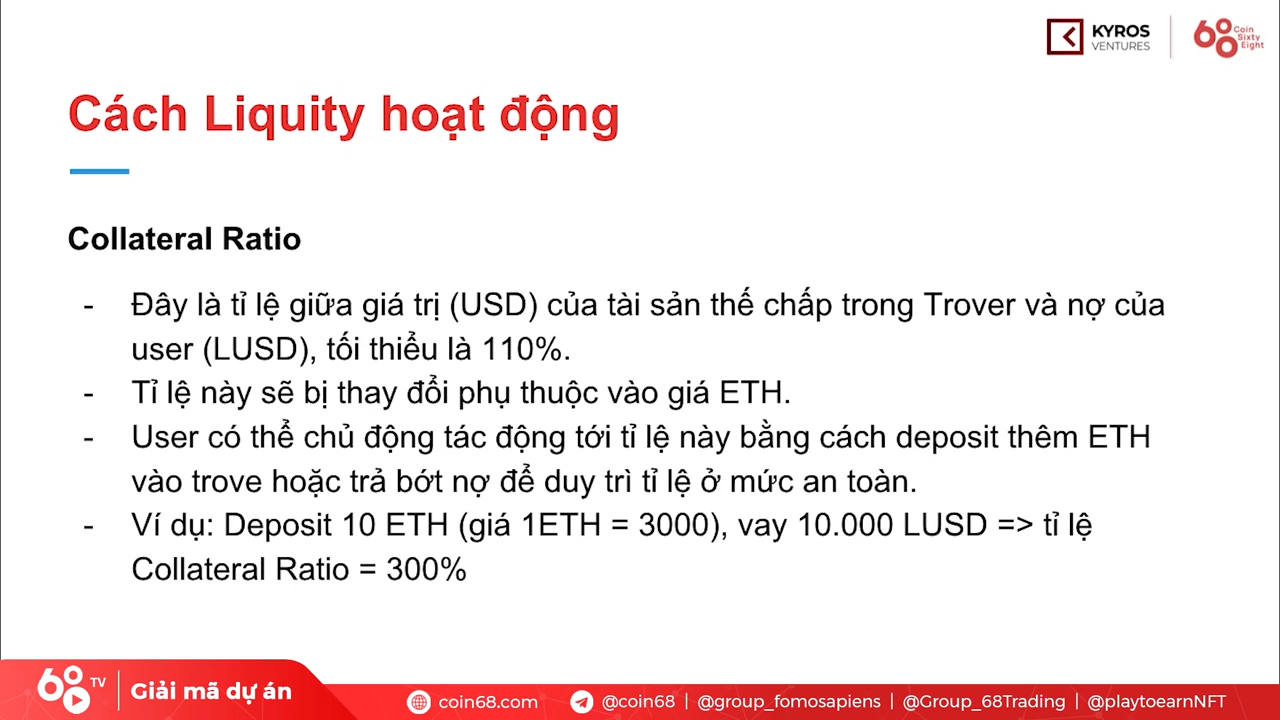 KYROS
VENTURES
68
Coin
Sixty
Eight
Cách Liquity hoạt động
Collateral Ratio
- Đây là tỉ lệ giữa giá trị (USD) của tài sản thế chấp trong Trover và nợ của
user (LUSD), tối thiểu là 110%.
- Tỉ lệ này sẽ bị thay đổi phụ thuộc vào giá ETH.
- User có thể chủ động tác động tới tỉ lệ này bằng cách deposit thêm ETH
vào trove hoặc trả bớt nợ để duy trì tỉ lệ ở mức an toàn.
- Ví dụ: Deposit 10 ETH (giá 1ETH = 3000), vay 10.000 LUSD => tỉ lệ
Collateral Ratio = 300%
68 TV
Giải mã dự án
coin68.com
@coin68 | @group_fomosapiens | @Group_68Trading | @playtoearnNFT